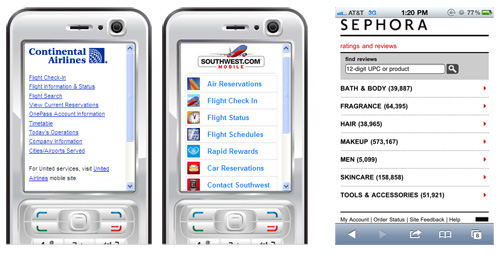 Continental
Airlines
Flight Check-In
Flight Information & Status
Flight Search
View Current Reservations
OnePass Account Information
Timetable
Today's Operations
Company Information
Cities/Airports Served
For United services, visit United
Airlines mobile site
SOUTHWEST.COM
MOBILE
Air Reservations
Flight Check In
Flight Status
Flight Schedules
Rapid Rewards
Car Reservations
Contact Southwest
AT&T 3G 1:20 PM 77%
SEPHORA
ratings and reviews
find reviews
12-digit UPC or product
BATH & BODY (39,887)
FRAGRANCE (64,395)
HAIR (38,965)
MAKEUP (573,167)
MEN (5,099)
SKINCARE (158,858)
TOOLS & ACCESSORIES (51,921)
My Account | Order Status | Site Feedback | Help